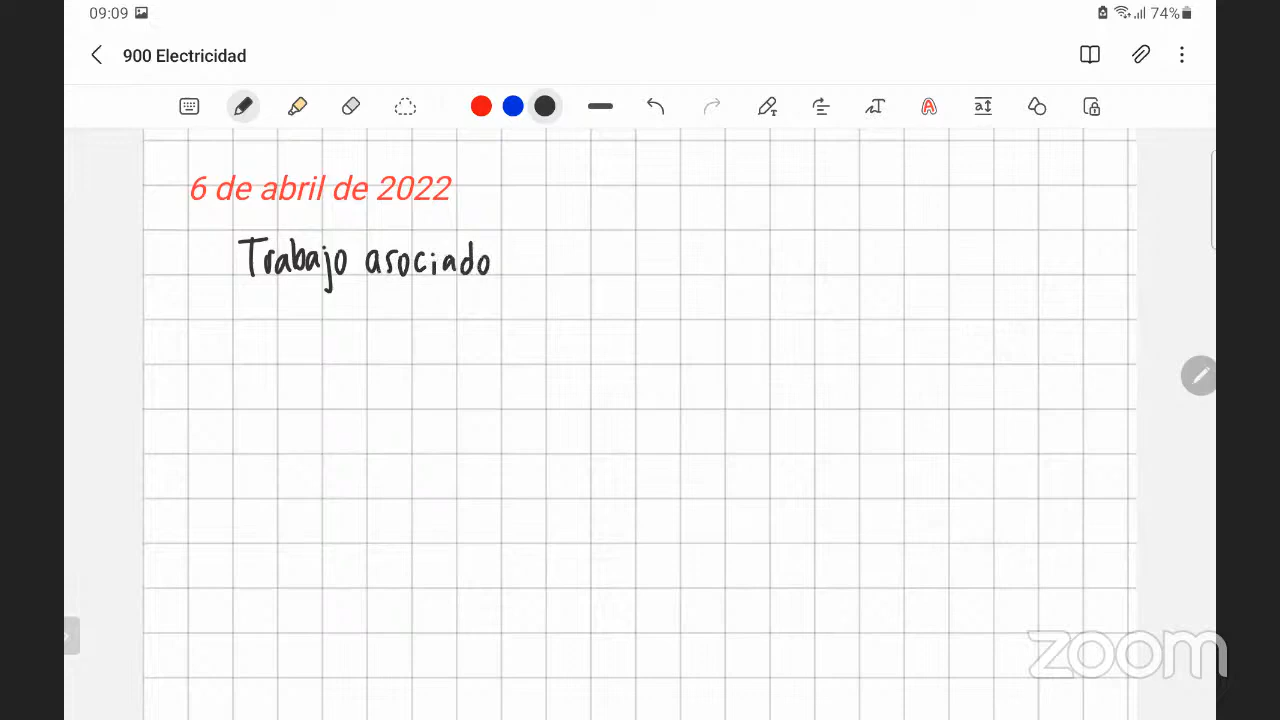 09:09 74%
900 Electricidad
6 de abril de 2022
Trabajo asociado
zoom